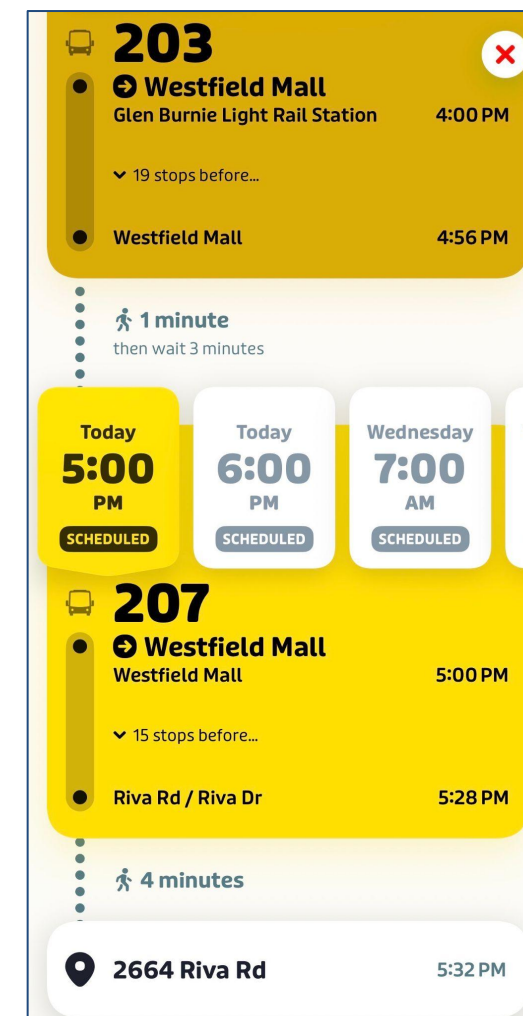 203
Westfield Mall
Glen Burnie Light Rail Station 4:00 PM
19 stops before...
Westfield Mall 4:56 PM
1 minute
then wait 3 minutes
Today Today Wednesday
5:00 6:00 7:00
PM PM AM
SCHEDULED SCHEDULED SCHEDULED
207
Westfield Mall
Westfield Mall 5:00 PM
15 stops before...
Riva Rd / Riva Dr 5:28 PM
4 minutes
2664 Riva Rd 5:32 PM